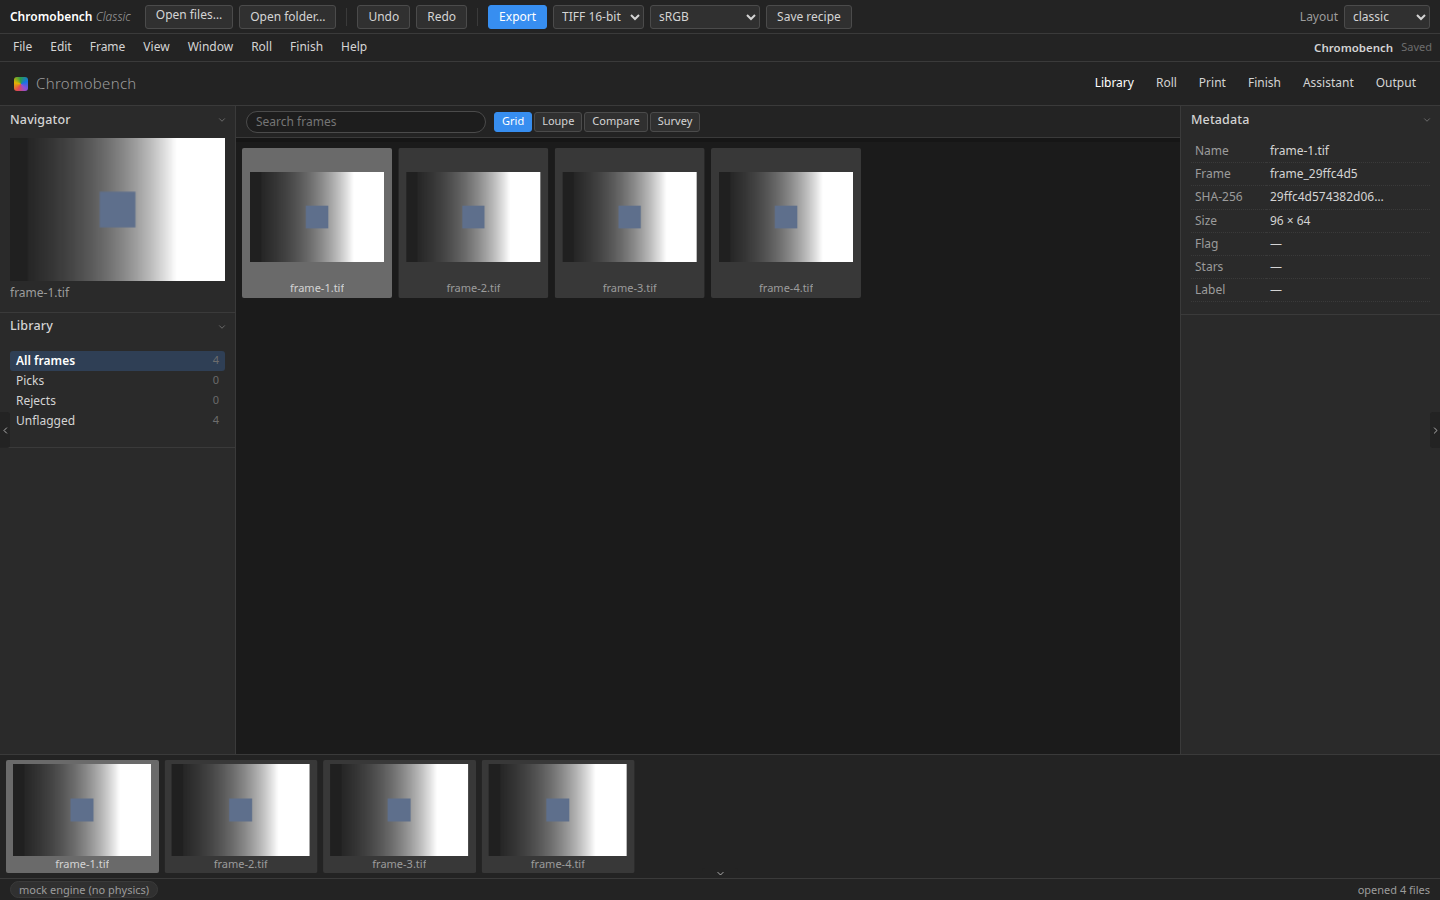 Chromobench Classic Open files... Open folder... Undo Redo Export TIFF 16-bit sRGB Save recipe Layout classic
File Edit Frame View Window Roll Finish Help Chromobench Saved
Chromobench Library Roll Print Finish Assistant Output
Navigator
frame-1.tif
Library
All frames 4
Picks 0
Rejects 0
Unflagged 4
Search frames Grid Loupe Compare Survey
frame-1.tif frame-2.tif frame-3.tif frame-4.tif
Metadata
Name frame-1.tif
Frame frame_29ffc4d5
SHA-256 29ffc4d574382d06...
Size 96 × 64
Flag —
Stars —
Label —
frame-1.tif frame-2.tif frame-3.tif frame-4.tif
mock engine (no physics) opened 4 files